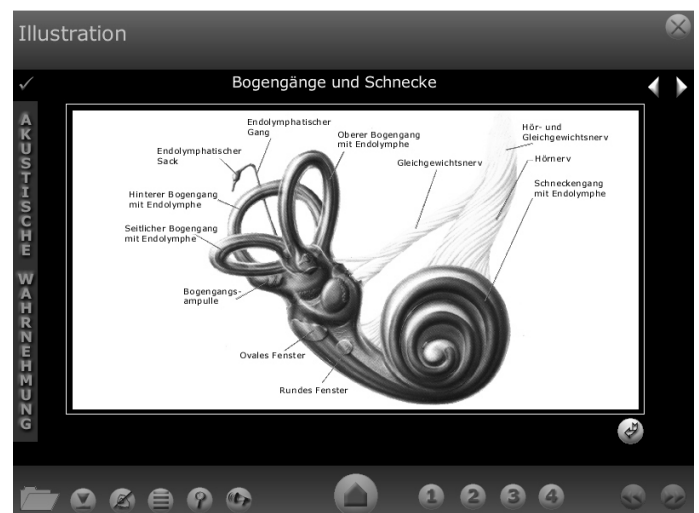 Illustration
Bogengänge und Schnecke
AKUSTISCHE WAHRNEHMUNG
Endolymphatischer
Gang
Oberer Bogengang
mit Endolymphe
Hör- und
Gleichgewichtsnerv
Endolymphatischer
Sack
Gleichgewichtsnerv
Hörnerv
Schneckengang
mit Endolymphe
Hinterer Bogengang
mit Endolymphe
Seitlicher Bogengang
mit Endolymphe
Bogengangs-
ampulle
Ovales Fenster
Rundes Fenster
1 2 3 4